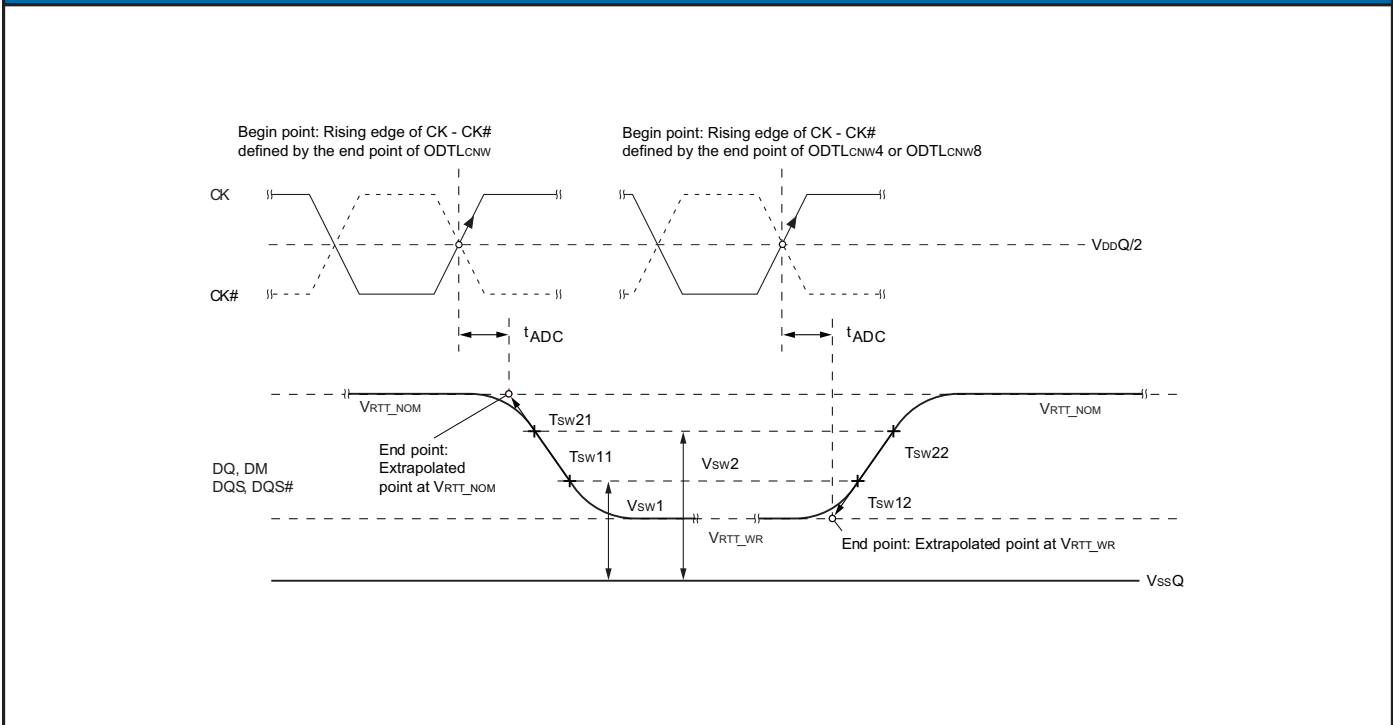 Begin point: Rising edge of CK - CK#
defined by the end point of ODTLCNW
Begin point: Rising edge of CK - CK#
defined by the end point of ODTLCNW4 or ODTLCNW8
CK
VDDQ/2
CK#
tADC
tADC
VRTT_NOM
VRTT_NOM
TSW21
End point:
Extrapolated
point at VRTT_NOM
TSW11
VSW2
TSW22
DQ, DM
DQS, DQS#
VSW1
TSW12
VRTT_WR
End point: Extrapolated point at VRTT_WR
VSSQ